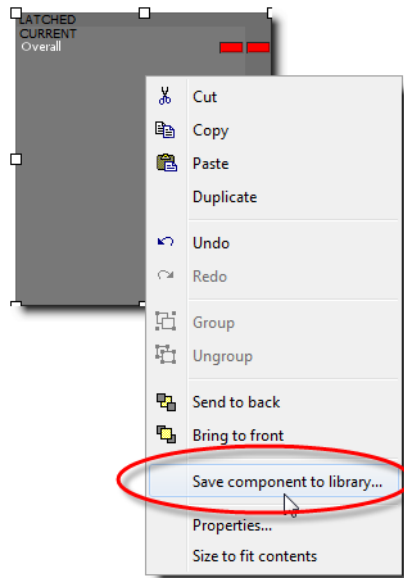 LATCHED
CURRENT
Overall
Cut
Copy
Paste
Duplicate
Undo
Redo
Group
Ungroup
Send to back
Bring to front
Save component to library...
Properties...
Size to fit contents